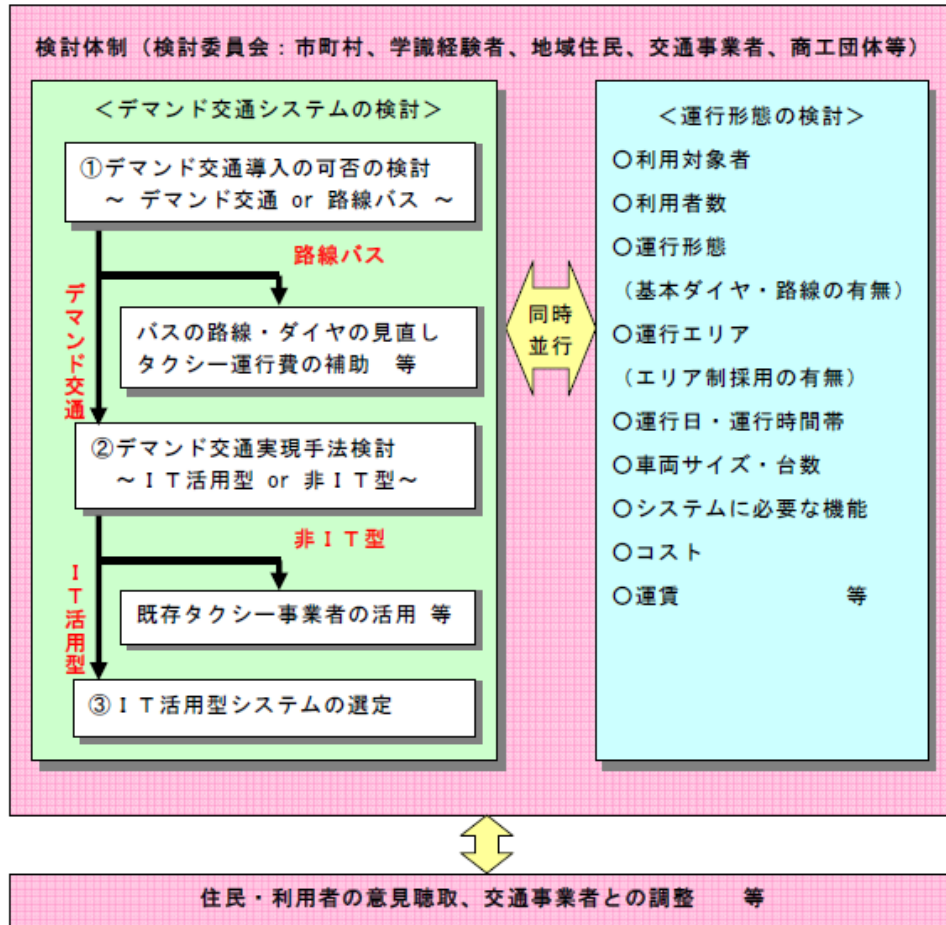 検討体制（検討委員会：市町村、学識経験者、地域住民、交通事業者、商工団体等）
＜デマンド交通システムの検討＞
①デマンド交通導入の可否の検討
～ デマンド交通 or 路線バス ～
路線バス
デマンド交通
バスの路線・ダイヤの見直し
タクシー運行費の補助　等
②デマンド交通実現手法検討
～ＩＴ活用型 or 非ＩＴ型～
非ＩＴ型
ＩＴ活用型
既存タクシー事業者の活用 等
③ＩＴ活用型システムの選定
同時
並行
＜運行形態の検討＞
○利用対象者
○利用者数
○運行形態
（基本ダイヤ・路線の有無）
○運行エリア
（エリア制採用の有無）
○運行日・運行時間帯
○車両サイズ・台数
○システムに必要な機能
○コスト
○運賃　　　　　　等
住民・利用者の意見聴取、交通事業者との調整　　等